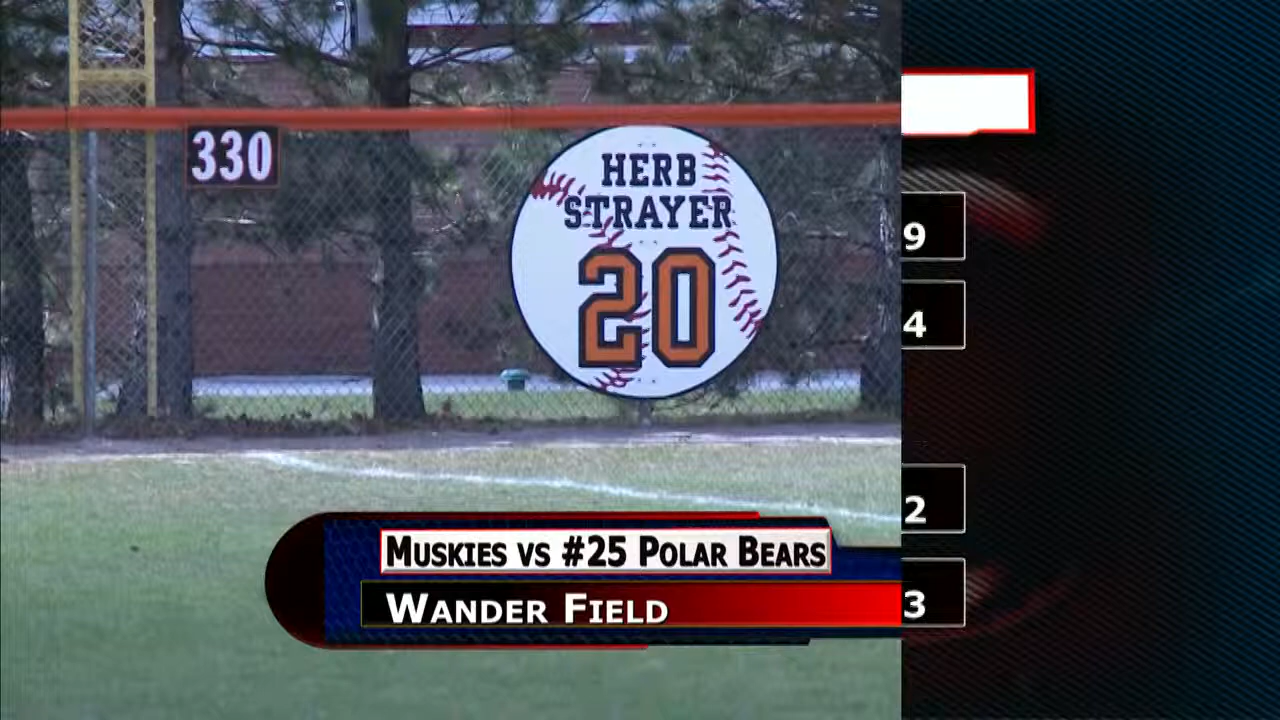 330
HERB
STRAYER
20
MUSKIES VS #25 POLAR BEARS
WANDER FIELD
9
4
2
3